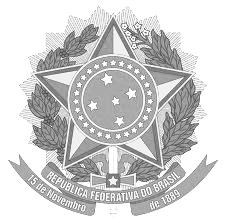 REPÚBLICA FEDERATIVA DO BRASIL
15 de Novembro de 1889